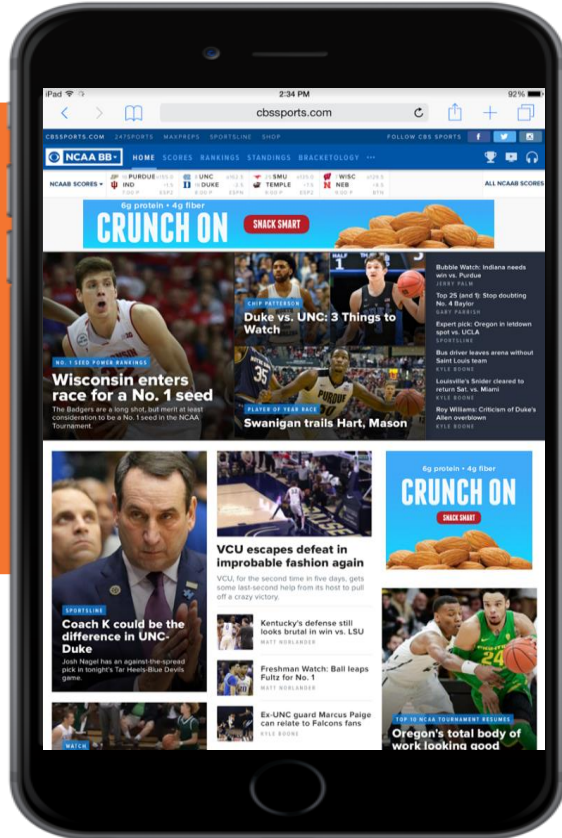 iPad
2:34 PM
92%
cbssports.com
CBSSPORTS.COM 247SPORTS MAXPREPS SPORTSLINE SHOP
FOLLOW CBS SPORTS
NCAA BB
HOME SCORES RANKINGS STANDINGS BRACKETOLOGY ...
NCAAB SCORES
PURDUE
IND
UNC
DUKE
SMU
TEMPLE
WISC
NEB
ALL NCAAB SCORES
6g protein • 4g fiber
CRUNCH ON
SNACK SMART
NO. 1 SEED POWER RANKINGS
Wisconsin enters
race for a No. 1 seed
The Badgers are a long shot, but merit at least
consideration to be a No. 1 seed in the NCAA
Tournament.
CHIP PATTERSON
Duke vs. UNC: 3 Things to
Watch
HALF
35
PURDUE
PLAYER OF YEAR RACE
Swanigan trails Hart, Mason
Bubble Watch: Indiana needs
win vs. Purdue
JERRY PALM
Top 25 (and 1): Stop doubting
No. 4 Baylor
GARY PARRISH
Expert pick: Oregon in letdown
spot vs. UCLA
SPORTSLINE
Bus driver leaves arena without
Saint Louis team
KYLE BOONE
Louisville's Snider cleared to
return Sat. vs. Miami
KYLE BOONE
Roy Williams: Criticism of Duke's
Allen overblown
KYLE BOONE
SPORTSLINE
Coach K could be the
difference in UNC-
Duke
Josh Nagel has an against-the-spread
pick in tonight's Tar Heels-Blue Devils
game.
WATCH
VCU escapes defeat in
improbable fashion again
VCU, for the second time in five days, gets
some last-second help from its host to pull
off a crazy victory.
Kentucky's defense still
looks brutal in win vs. LSU
MATT NORLANDER
Freshman Watch: Ball leaps
Fultz for No. 1
MATT NORLANDER
Ex-UNC guard Marcus Paige
can relate to Falcons fans
KYLE BOONE
6g protein • 4g fiber
CRUNCH ON
SNACK SMART
24
TOP 10 NCAA TOURNAMENT RESUMES
Oregon's total body of
work looking good